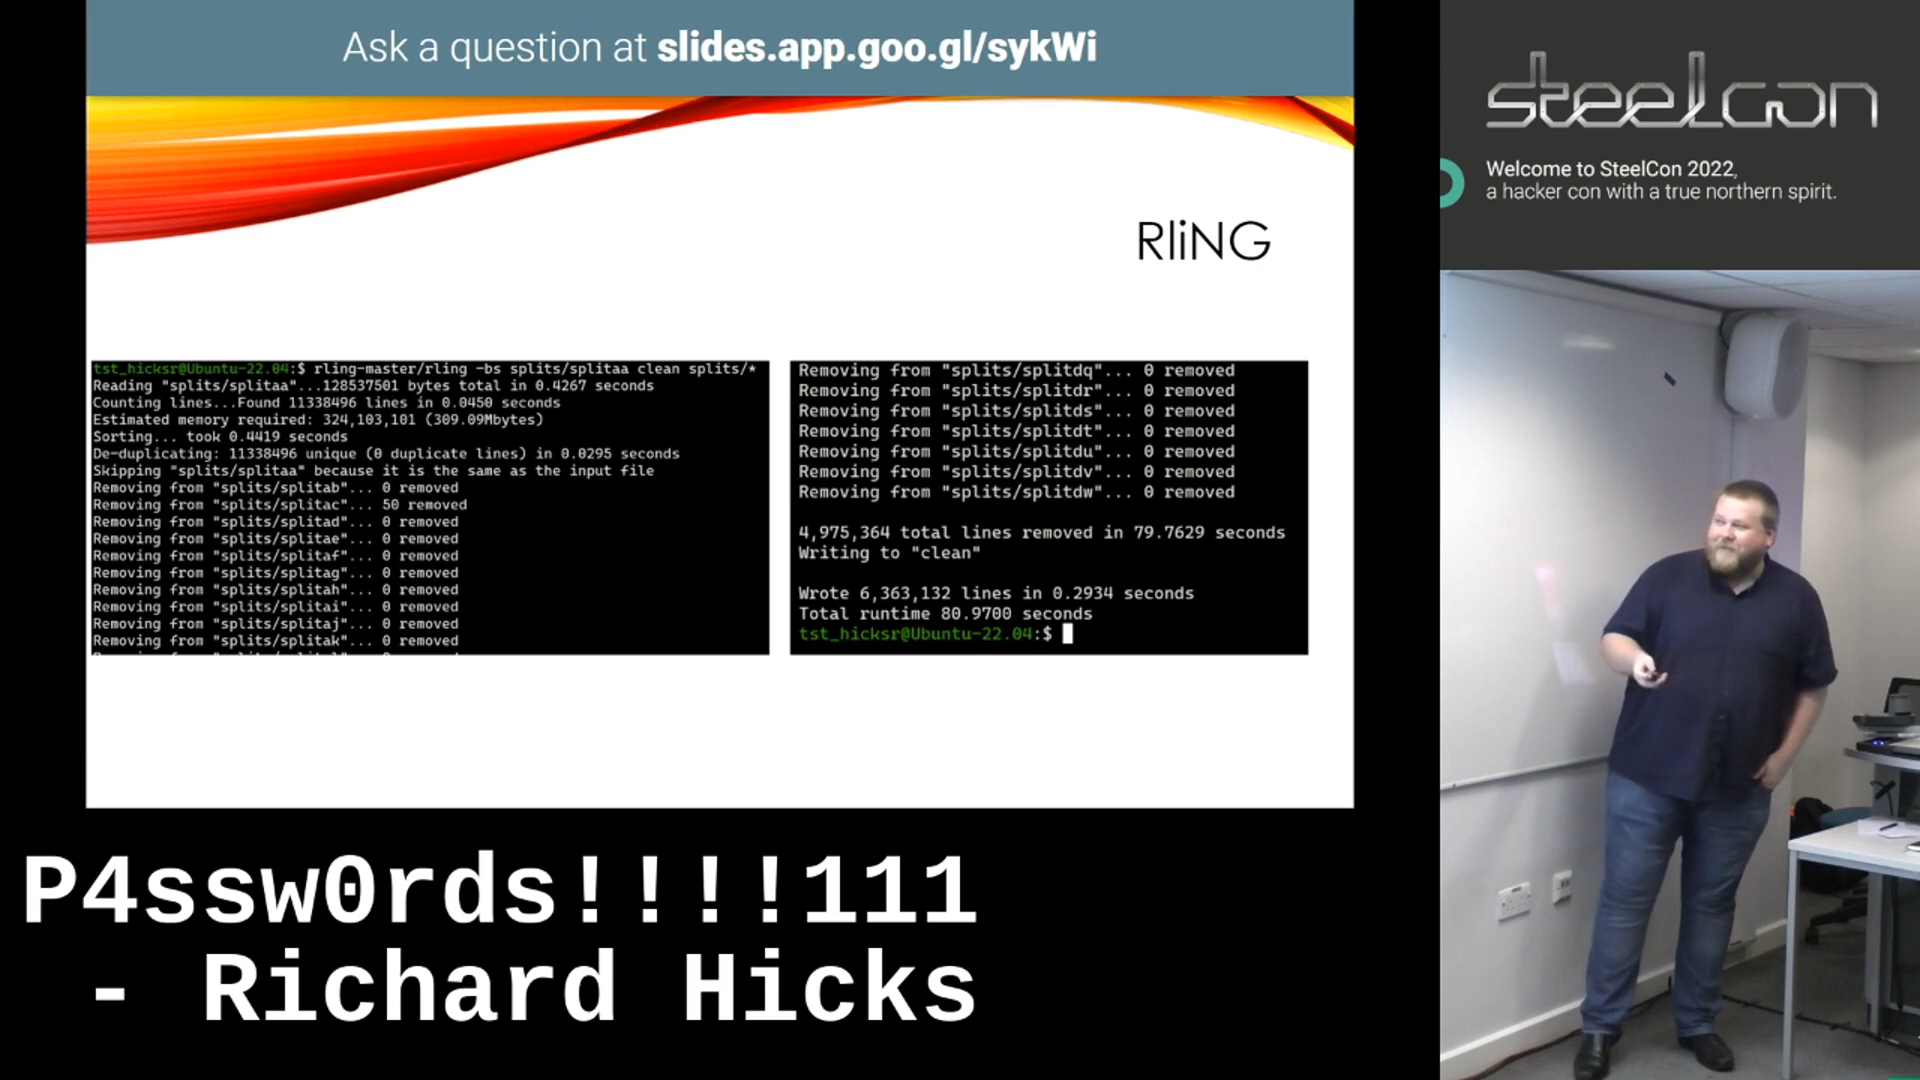 Ask a question at slides.app.goo.gl/sykWi
steelcon
Welcome to SteelCon 2022,
a hacker con with a true northern spirit.
RliNG
tst_hicksr@Ubuntu-22.04:$ rling-master/rling -bs splits/splitaa clean splits/*
Reading "splits/splitaa"...128537501 bytes total in 0.4267 seconds
Counting lines...Found 11338496 lines in 0.0450 seconds
Estimated memory required: 324,103,101 (309.09Mbytes)
Sorting... took 0.4419 seconds
De-duplicating: 11338496 unique (0 duplicate lines) in 0.0295 seconds
Skipping "splits/splitaa" because it is the same as the input file
Removing from "splits/splitab"... 0 removed
Removing from "splits/splitac"... 50 removed
Removing from "splits/splitad"... 0 removed
Removing from "splits/splitae"... 0 removed
Removing from "splits/splitaf"... 0 removed
Removing from "splits/splitag"... 0 removed
Removing from "splits/splitah"... 0 removed
Removing from "splits/splitai"... 0 removed
Removing from "splits/splitaj"... 0 removed
Removing from "splits/splitak"... 0 removed
Removing from "splits/splitdq"... 0 removed
Removing from "splits/splitdr"... 0 removed
Removing from "splits/splitds"... 0 removed
Removing from "splits/splitdt"... 0 removed
Removing from "splits/splitdu"... 0 removed
Removing from "splits/splitdv"... 0 removed
Removing from "splits/splitdw"... 0 removed
4,975,364 total lines removed in 79.7629 seconds
Writing to "clean"
Wrote 6,363,132 lines in 0.2934 seconds
Total runtime 80.9700 seconds
tst_hicksr@Ubuntu-22.04:$
P4ssw0rds!!!!111
- Richard Hicks